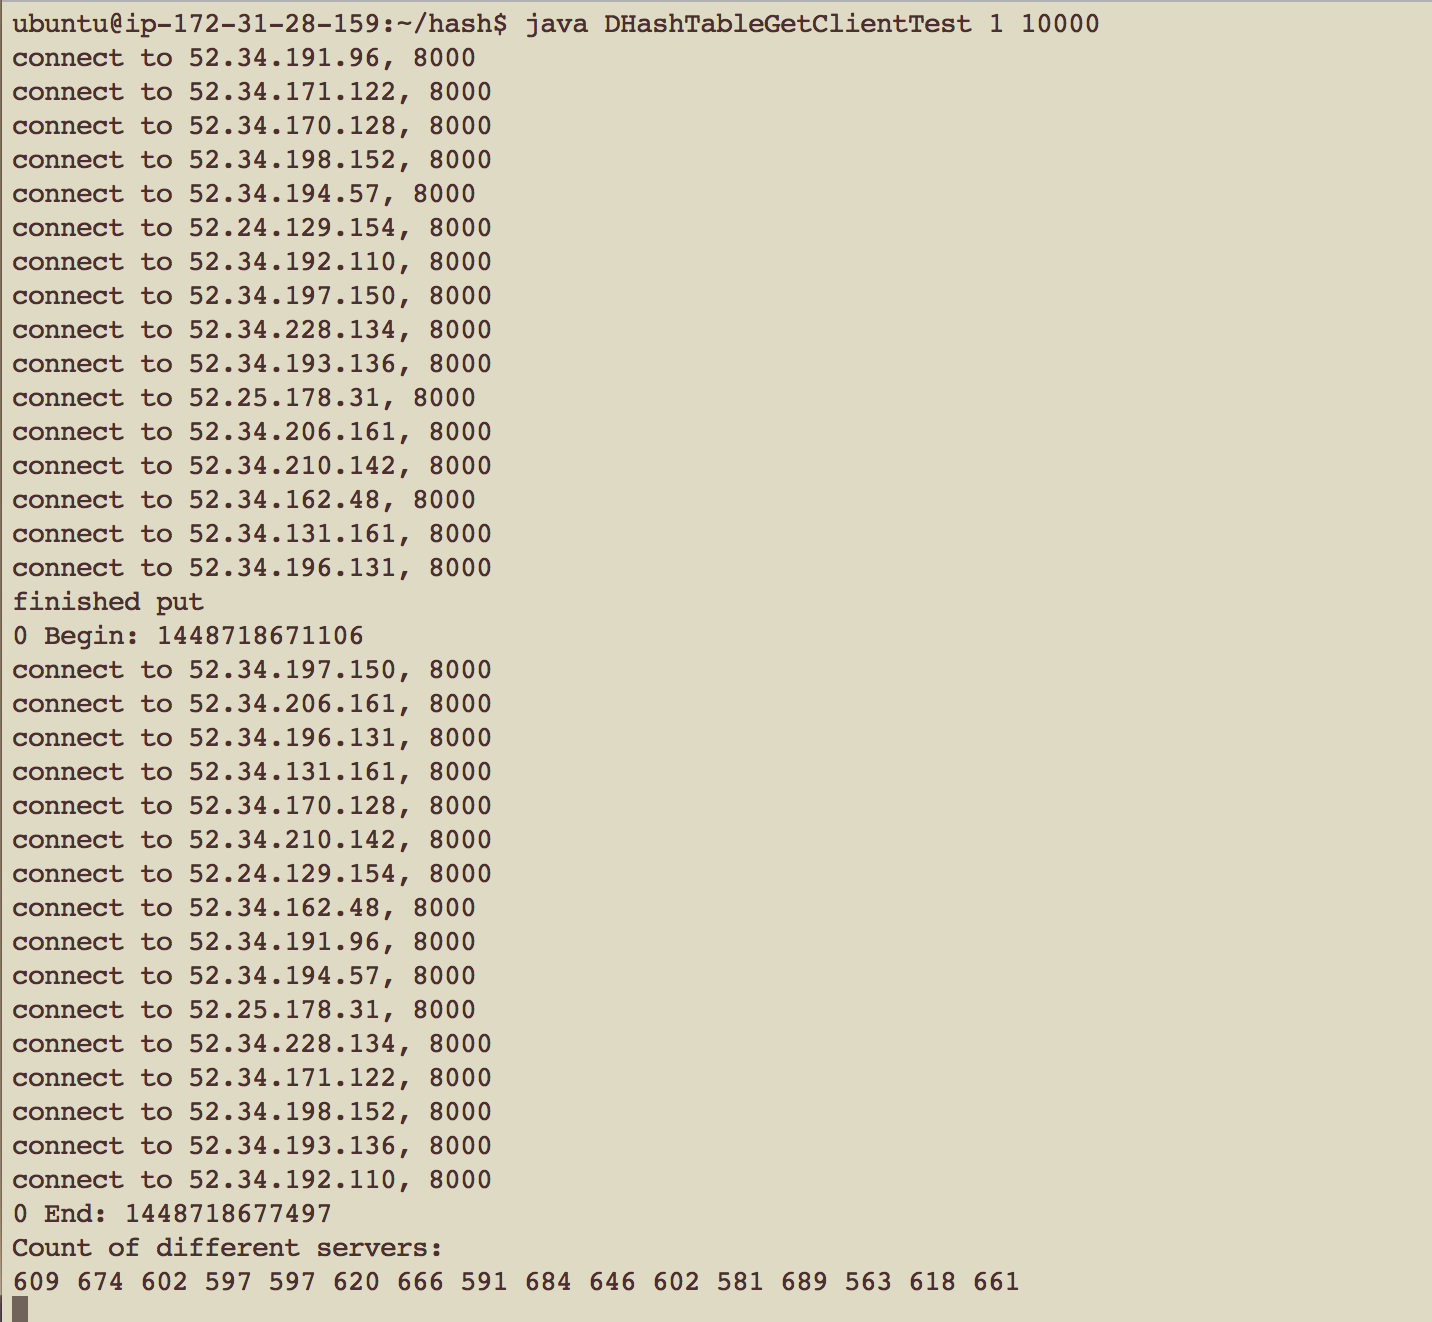 ubuntu@ip-172-31-28-159:~/hash$ java DHashTableGetClientTest 1 10000
connect to 52.34.191.96, 8000
connect to 52.34.171.122, 8000
connect to 52.34.170.128, 8000
connect to 52.34.198.152, 8000
connect to 52.34.194.57, 8000
connect to 52.24.129.154, 8000
connect to 52.34.192.110, 8000
connect to 52.34.197.150, 8000
connect to 52.34.228.134, 8000
connect to 52.34.193.136, 8000
connect to 52.25.178.31, 8000
connect to 52.34.206.161, 8000
connect to 52.34.210.142, 8000
connect to 52.34.162.48, 8000
connect to 52.34.131.161, 8000
connect to 52.34.196.131, 8000
finished put
0 Begin: 1448718671106
connect to 52.34.197.150, 8000
connect to 52.34.206.161, 8000
connect to 52.34.196.131, 8000
connect to 52.34.131.161, 8000
connect to 52.34.170.128, 8000
connect to 52.34.210.142, 8000
connect to 52.24.129.154, 8000
connect to 52.34.162.48, 8000
connect to 52.34.191.96, 8000
connect to 52.34.194.57, 8000
connect to 52.25.178.31, 8000
connect to 52.34.228.134, 8000
connect to 52.34.171.122, 8000
connect to 52.34.198.152, 8000
connect to 52.34.193.136, 8000
connect to 52.34.192.110, 8000
0 End: 1448718677497
Count of different servers:
609 674 602 597 597 620 666 591 684 646 602 581 689 563 618 661